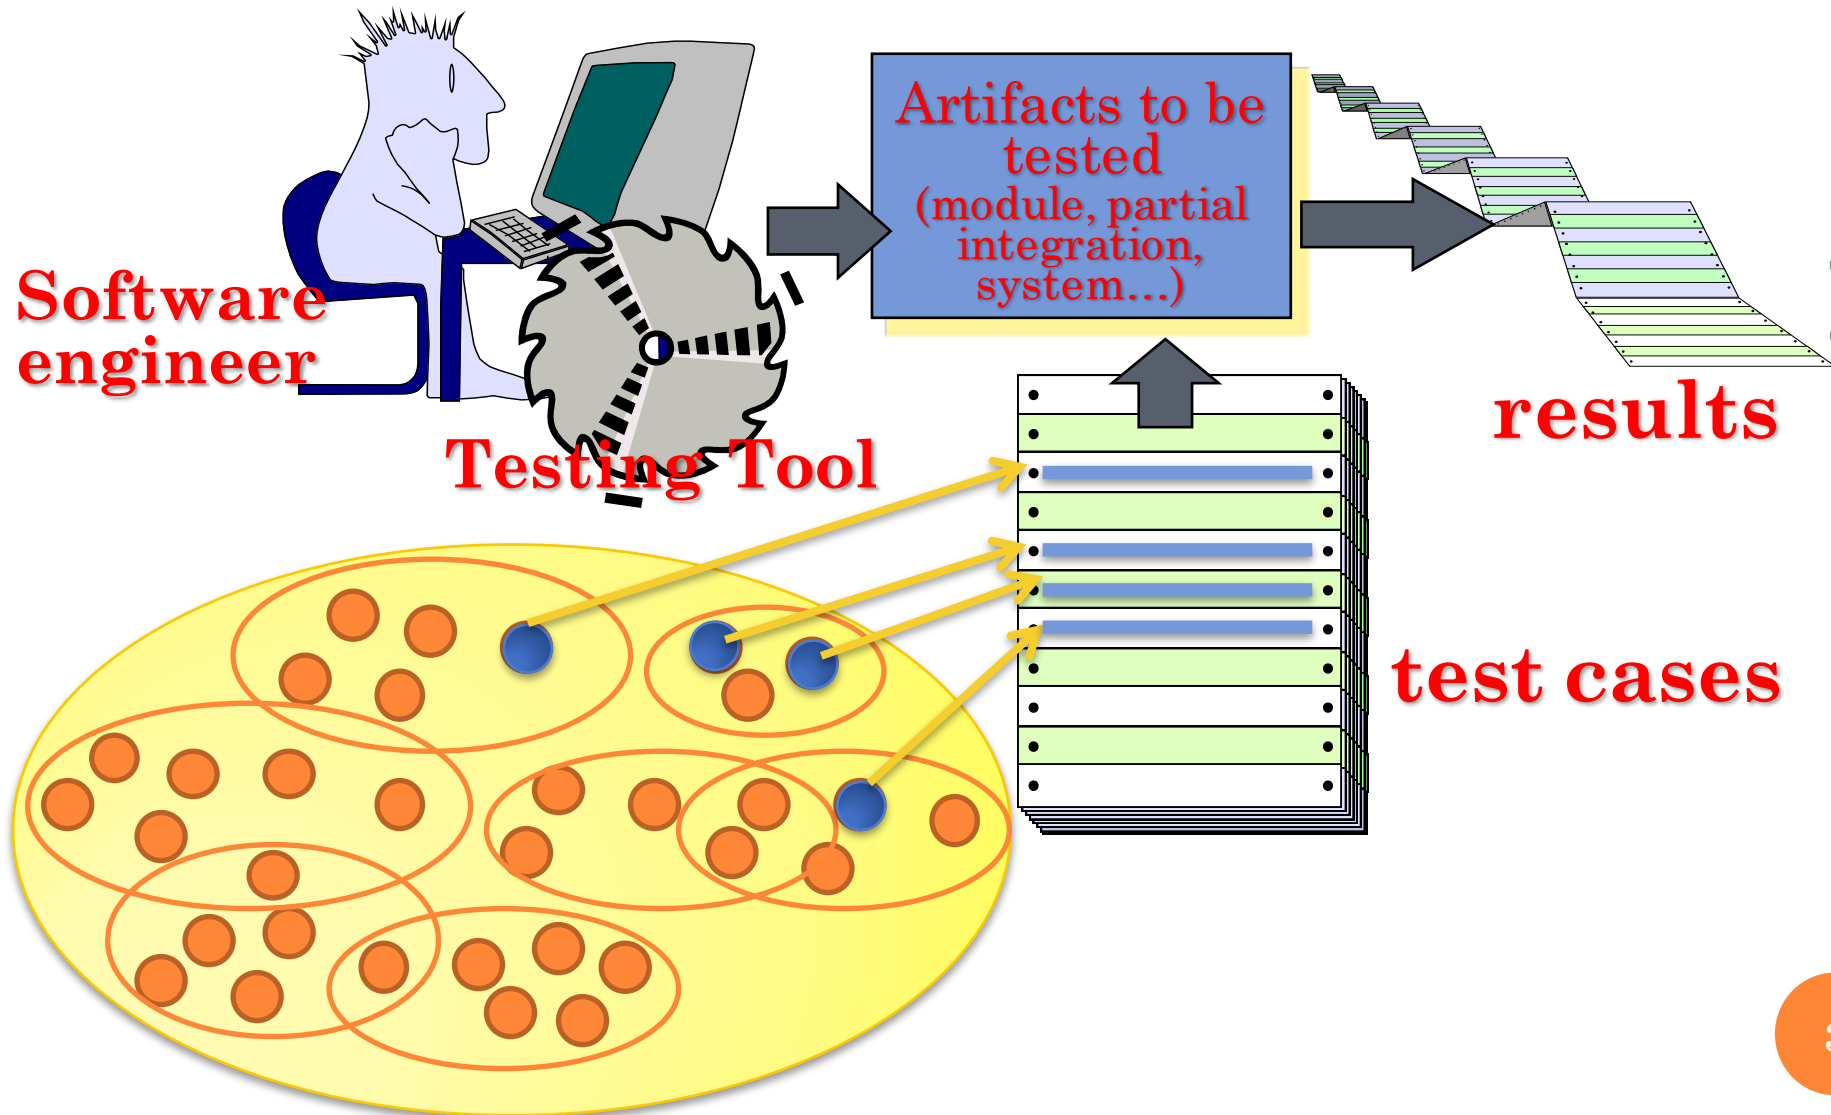 Artifacts to be
tested
(module, partial
integration,
system...)
Software
engineer
Testing Tool
results
test cases